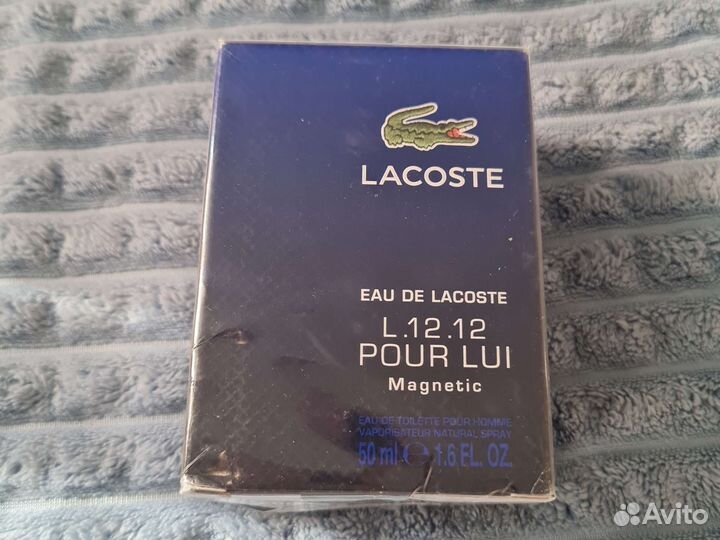 LACOSTE
EAU DE LACOSTE
L.12.12
POUR LUI
Magnetic
EAU DE TOILETTE POUR HOMME
VAPORISATEUR NATURAL SPRAY
50 ml ℮ 1.6 FL. OZ.
Avito